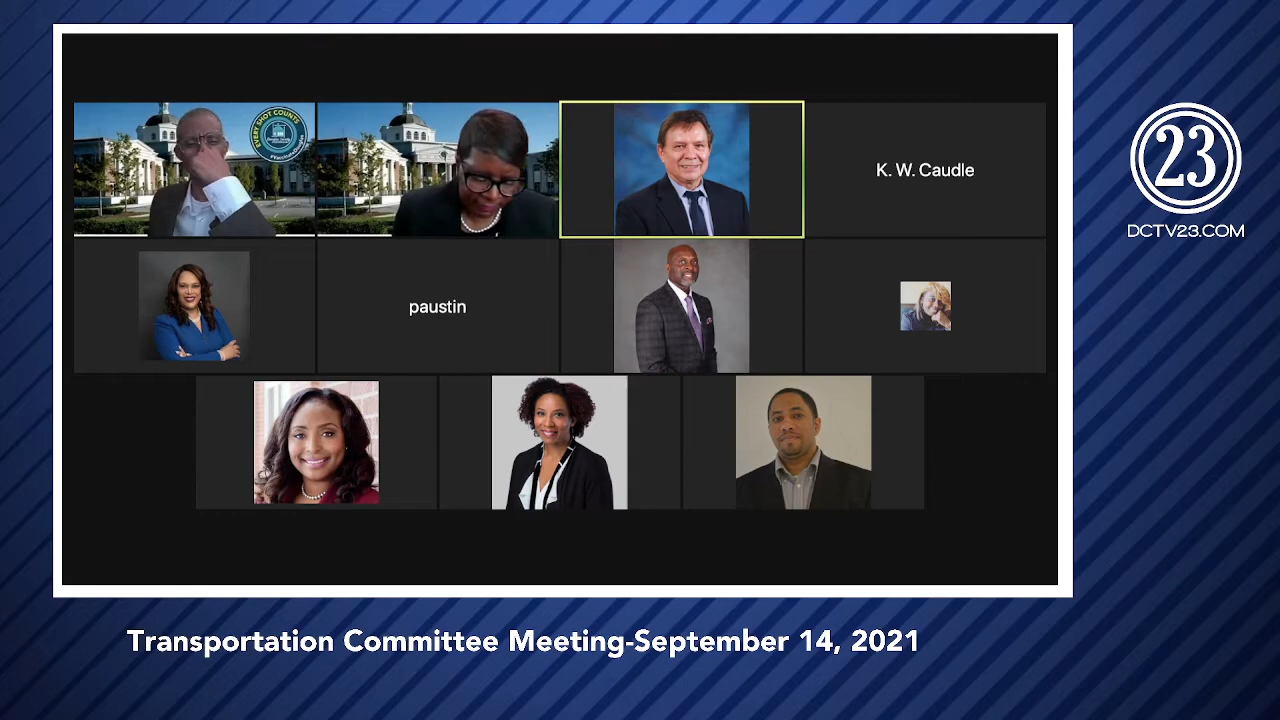 EVERY SHOT COUNTS
K. W. Caudle
paustin
23
DCTV23.COM
Transportation Committee Meeting-September 14, 2021